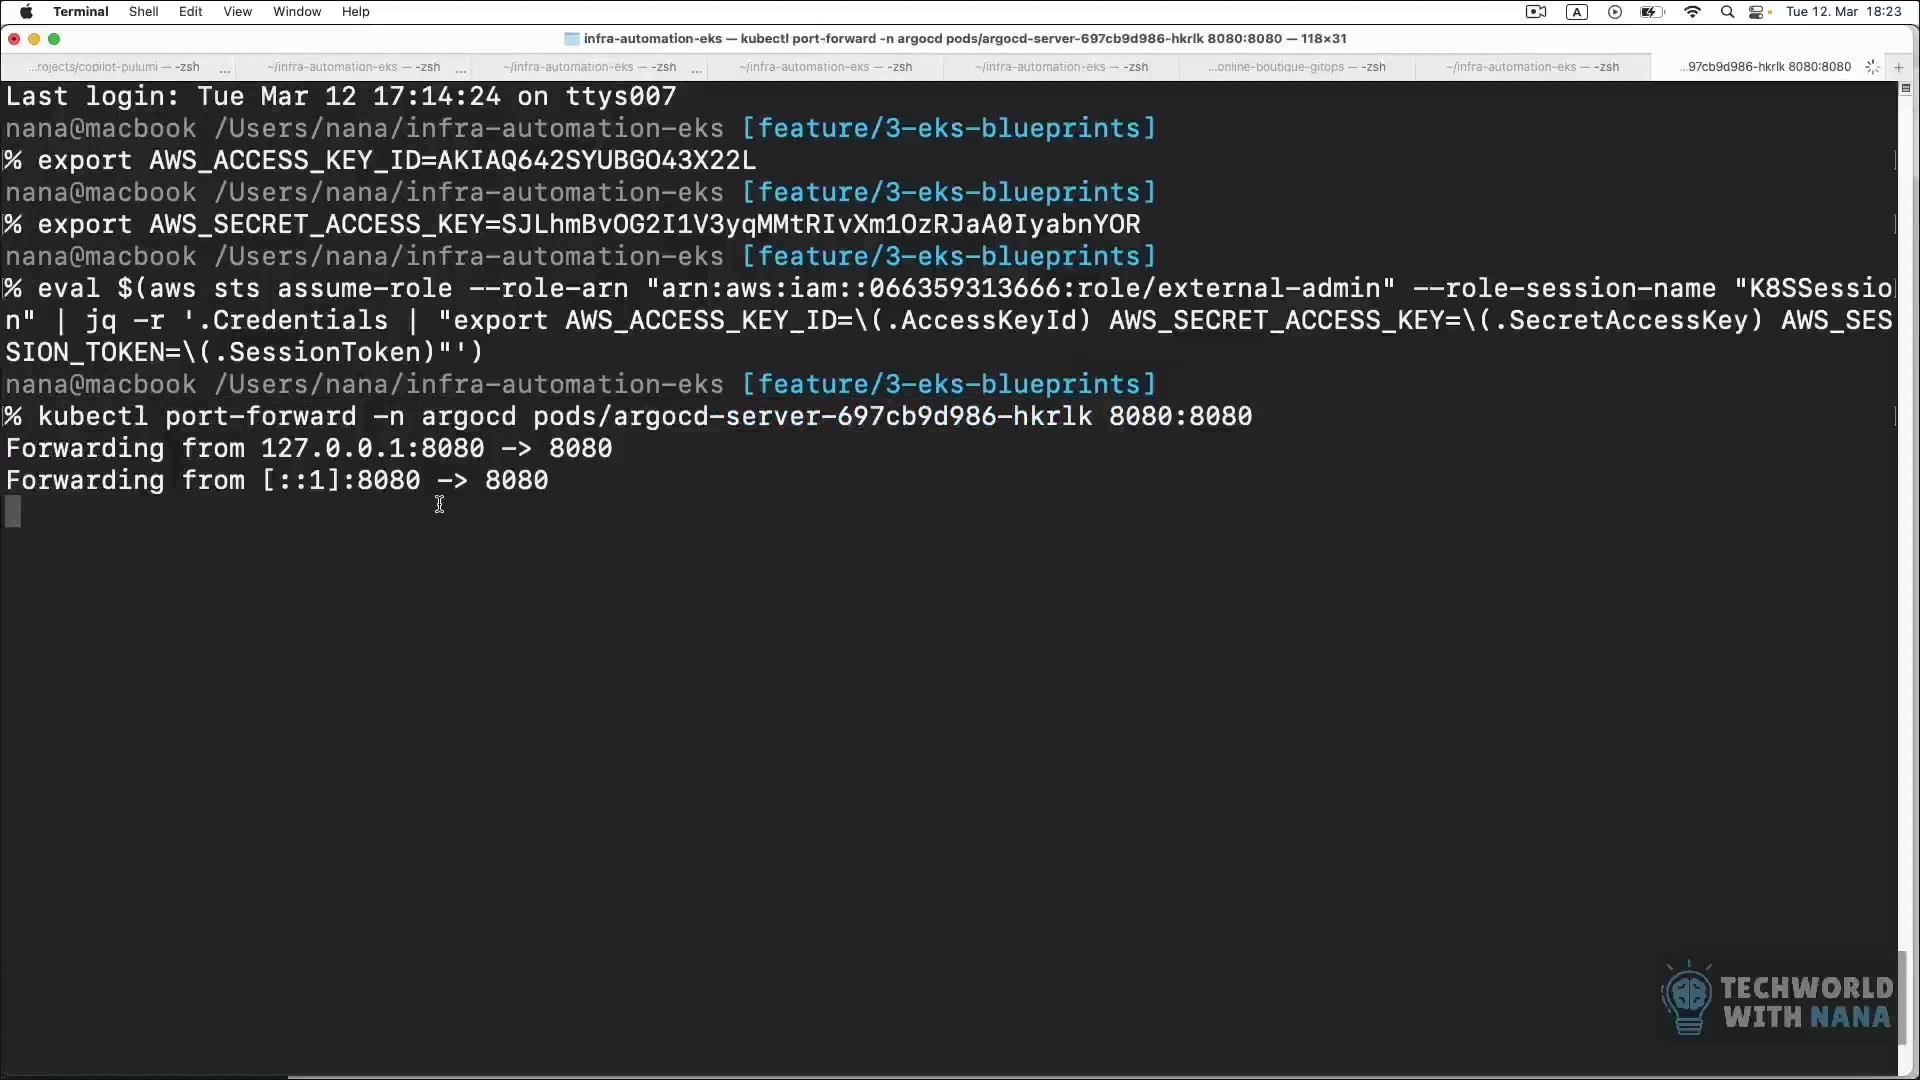 Terminal Shell Edit View Window Help A Tue 12. Mar 18:23
infra-automation-eks — kubectl port-forward -n argocd pods/argocd-server-697cb9d986-hkrlk 8080:8080 — 118×31
...rojects/copilot-pulumi — -zsh ... ~/infra-automation-eks — -zsh ... ~/infra-automation-eks — -zsh ... ~/infra-automation-eks — -zsh ~/infra-automation-eks — -zsh ...online-boutique-gitops — -zsh ~/infra-automation-eks — -zsh ...97cb9d986-hkrlk 8080:8080 +
Last login: Tue Mar 12 17:14:24 on ttys007
nana@macbook /Users/nana/infra-automation-eks [feature/3-eks-blueprints]
% export AWS_ACCESS_KEY_ID=AKIAQ642SYUBGO43X22L
nana@macbook /Users/nana/infra-automation-eks [feature/3-eks-blueprints]
% export AWS_SECRET_ACCESS_KEY=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
nana@macbook /Users/nana/infra-automation-eks [feature/3-eks-blueprints]
% eval $(aws sts assume-role --role-arn "arn:aws:iam::066359313666:role/external-admin" --role-session-name "K8SSessio
n" | jq -r '.Credentials | "export AWS_ACCESS_KEY_ID=\(.AccessKeyId) AWS_SECRET_ACCESS_KEY=\(.SecretAccessKey) AWS_SES
SION_TOKEN=\(.SessionToken)"')
nana@macbook /Users/nana/infra-automation-eks [feature/3-eks-blueprints]
% kubectl port-forward -n argocd pods/argocd-server-697cb9d986-hkrlk 8080:8080
Forwarding from 127.0.0.1:8080 -> 8080
Forwarding from [::1]:8080 -> 8080
TECHWORLD
WITH NANA